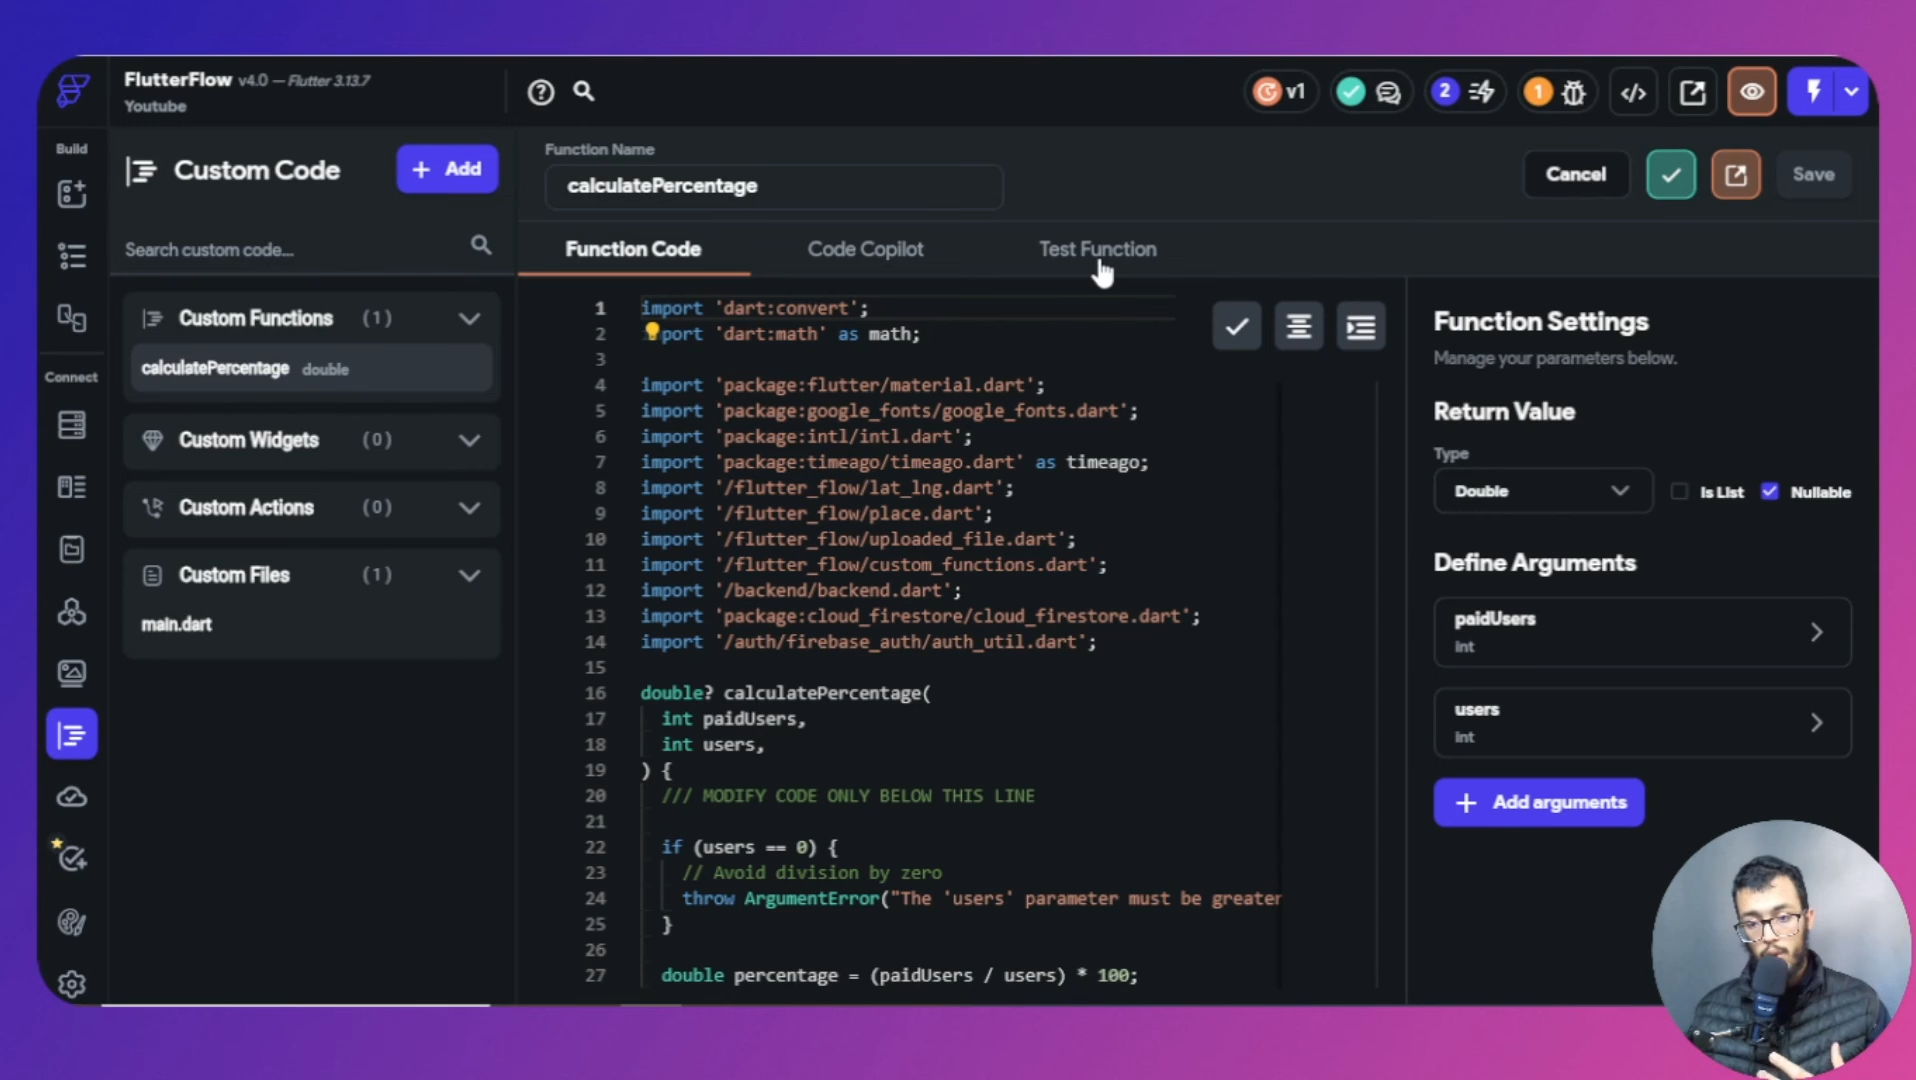 FlutterFlow v4.0 — Flutter 3.13.7
Youtube
v1
2
1
Build
Connect
Custom Code
+ Add
Search custom code...
Custom Functions (1)
calculatePercentage double
Custom Widgets (0)
Custom Actions (0)
Custom Files (1)
main.dart
Function Name
calculatePercentage
Cancel
Save
Function Code
Code Copilot
Test Function
1 import 'dart:convert';
2 port 'dart:math' as math;
3
4 import 'package:flutter/material.dart';
5 import 'package:google_fonts/google_fonts.dart';
6 import 'package:intl/intl.dart';
7 import 'package:timeago/timeago.dart' as timeago;
8 import '/flutter_flow/lat_lng.dart';
9 import '/flutter_flow/place.dart';
10 import '/flutter_flow/uploaded_file.dart';
11 import '/flutter_flow/custom_functions.dart';
12 import '/backend/backend.dart';
13 import 'package:cloud_firestore/cloud_firestore.dart';
14 import '/auth/firebase_auth/auth_util.dart';
15
16 double? calculatePercentage(
17 int paidUsers,
18 int users,
19 ) {
20 /// MODIFY CODE ONLY BELOW THIS LINE
21
22 if (users == 0) {
23 // Avoid division by zero
24 throw ArgumentError("The 'users' parameter must be greater
25 }
26
27 double percentage = (paidUsers / users) * 100;
Function Settings
Manage your parameters below.
Return Value
Type
Double
Is List
Nullable
Define Arguments
paidUsers
Int
users
Int
+ Add arguments